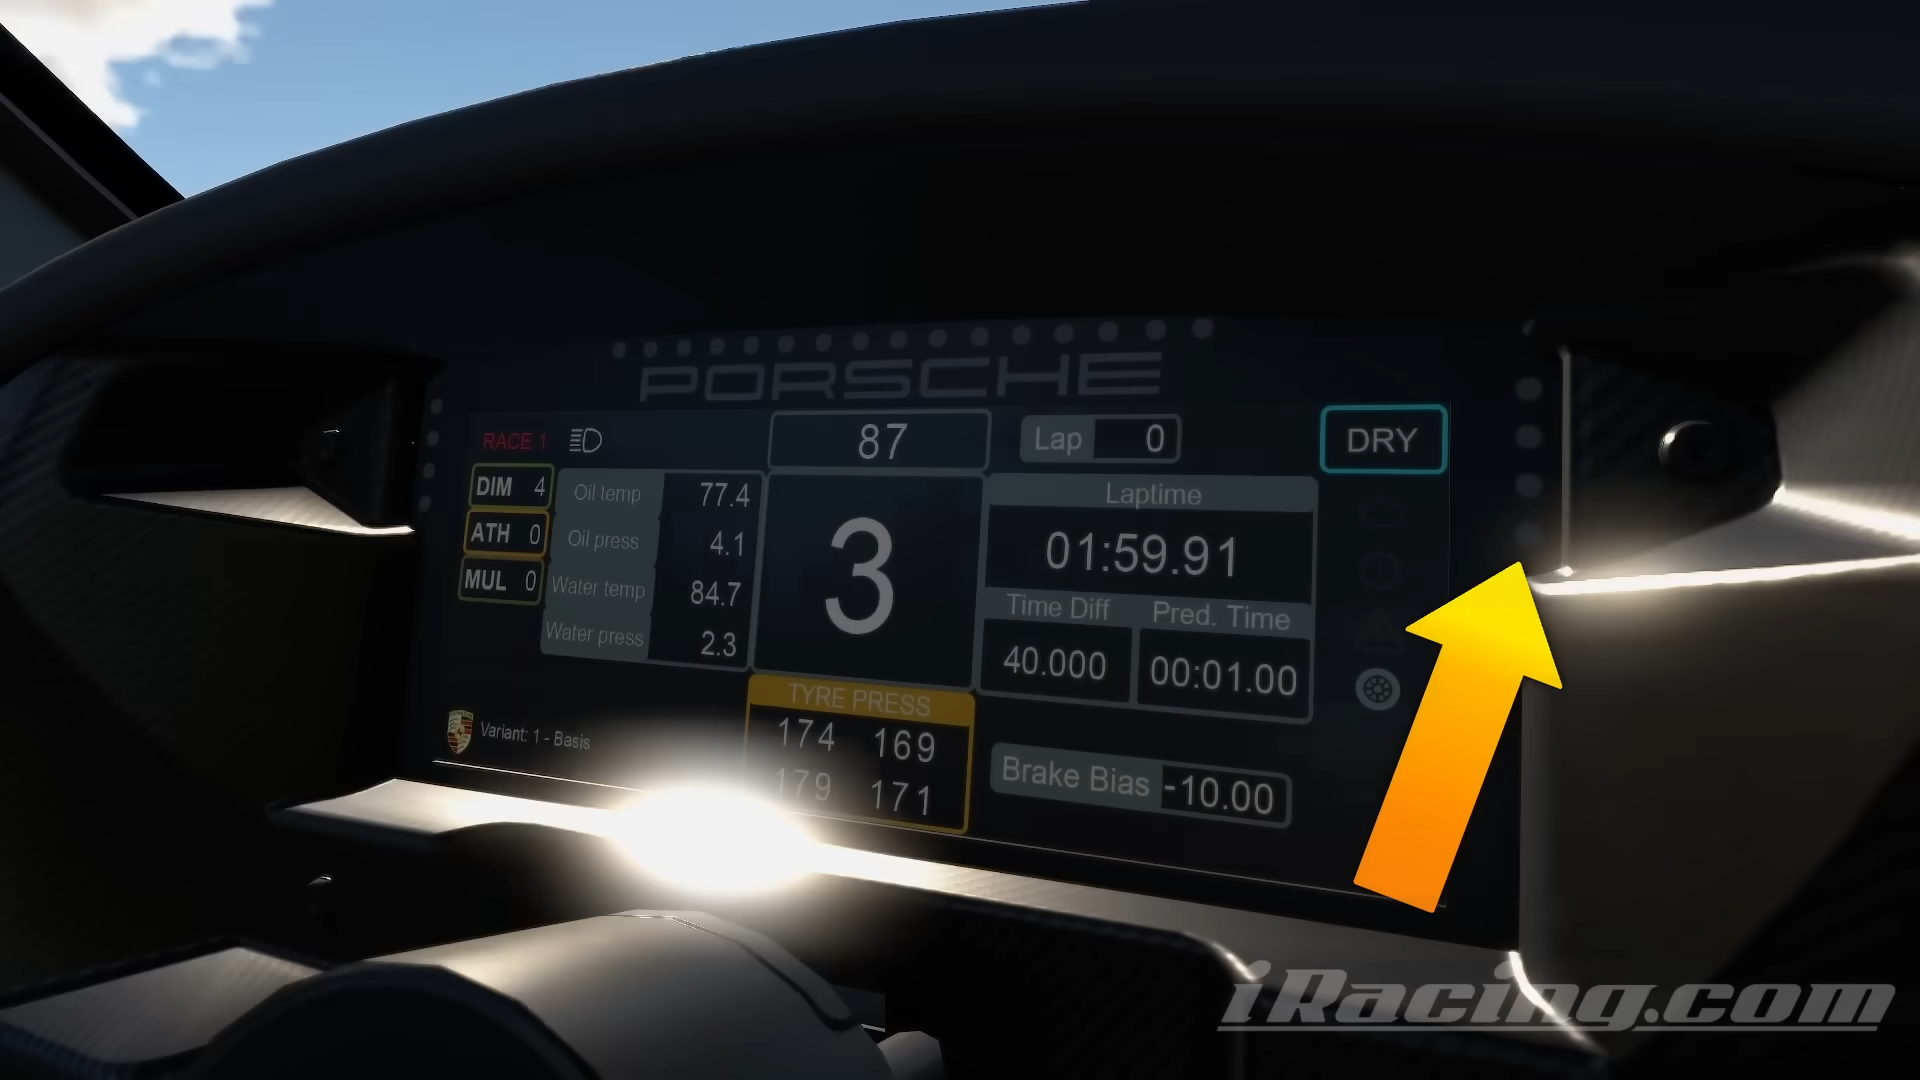 PORSCHE
RACE 1
87
Lap 0
DRY
DIM 4
ATH 0
MUL 0
Oil temp 77.4
Oil press 4.1
Water temp 84.7
Water press 2.3
3
Laptime
01:59.91
Time Diff Pred. Time
40.000 00:01.00
TYRE PRESS
174 169
179 171
Variant: 1 - Basis
Brake Bias -10.00
iRacing.com